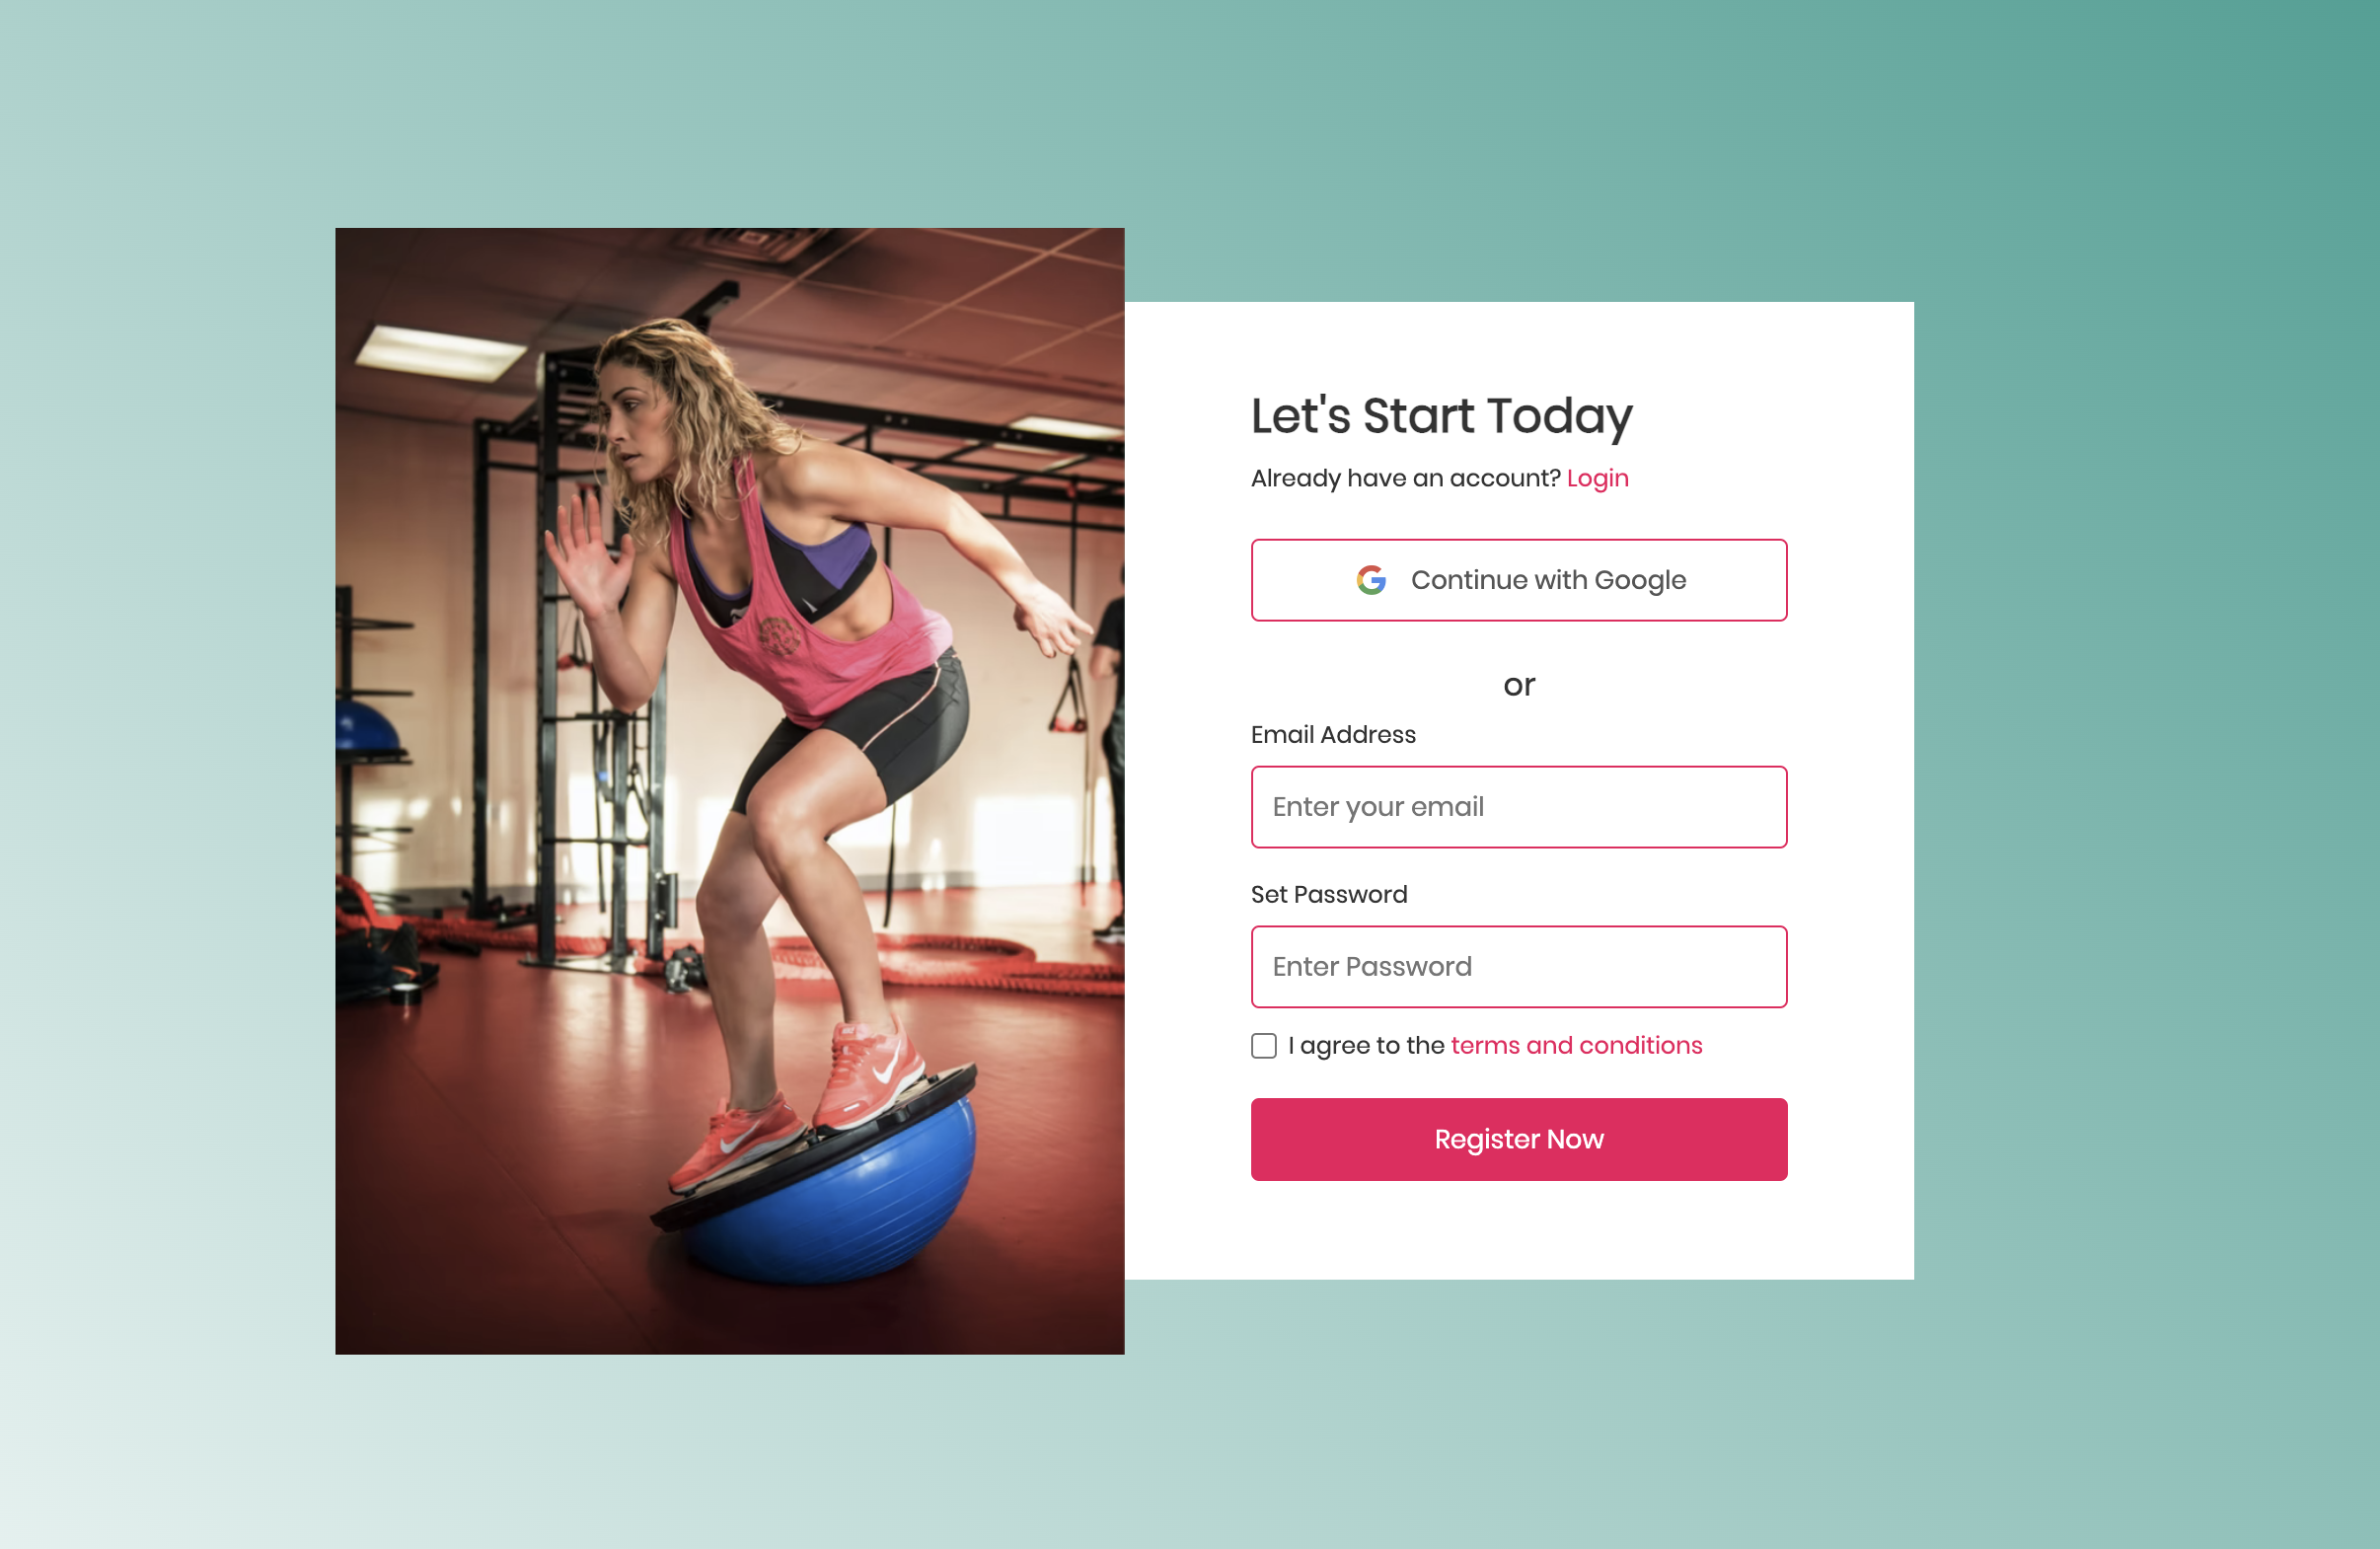 Let's Start Today
Already have an account? Login
Continue with Google
or
Email Address
Enter your email
Set Password
Enter Password
I agree to the terms and conditions
Register Now